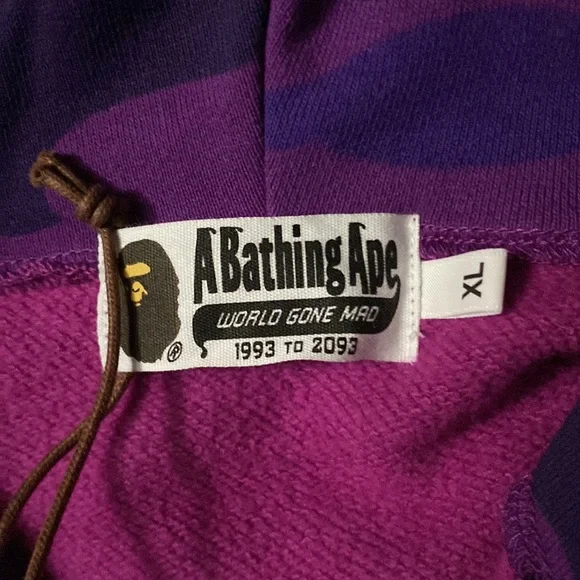 A Bathing Ape
WORLD GONE MAD
1993 TO 2093
®
XL